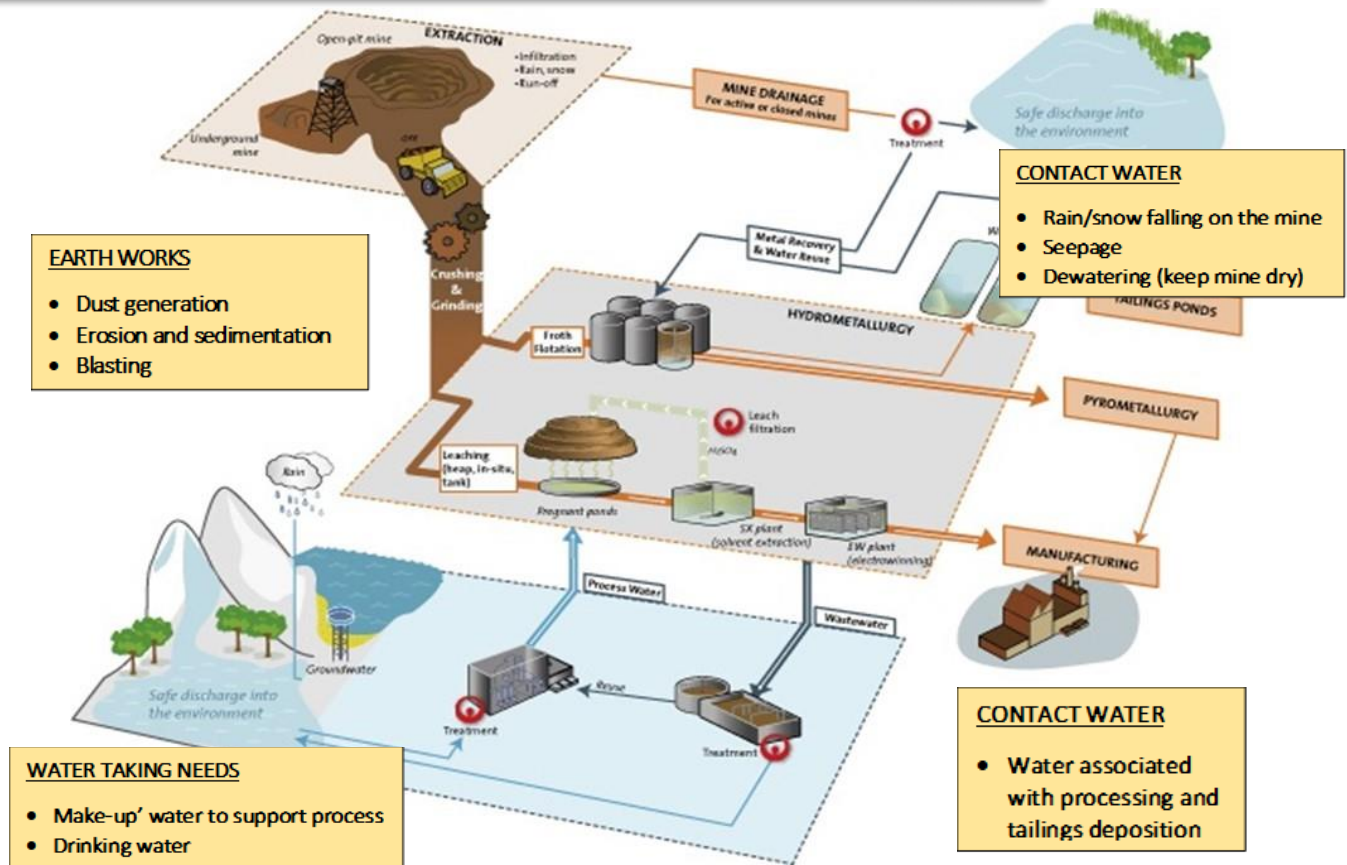 EXTRACTION
Open-pit mine
•Infiltration
•Rain, snow
•Run-off
Underground
mine
ore
MINE DRAINAGE
For active or closed mines
Treatment
Safe discharge into
the environment
CONTACT WATER
• Rain/snow falling on the mine
• Seepage
• Dewatering (keep mine dry)
EARTH WORKS
• Dust generation
• Erosion and sedimentation
• Blasting
Metal Recovery
& Water Reuse
TAILINGS PONDS
Crushing
&
Grinding
HYDROMETALLURGY
Froth
Flotation
PYROMETALLURGY
Leach
filtration
H₂SO₄
Leaching
(heap, in-situ,
tank)
Pregnant ponds
SX plant
(solvent extraction)
EW plant
(electrowinning)
MANUFACTURING
Rain
Process Water
Wastewater
Groundwater
Safe discharge into
the environment
Reuse
Treatment
Treatment
WATER TAKING NEEDS
• Make-up’ water to support process
• Drinking water
CONTACT WATER
• Water associated
with processing and
tailings deposition